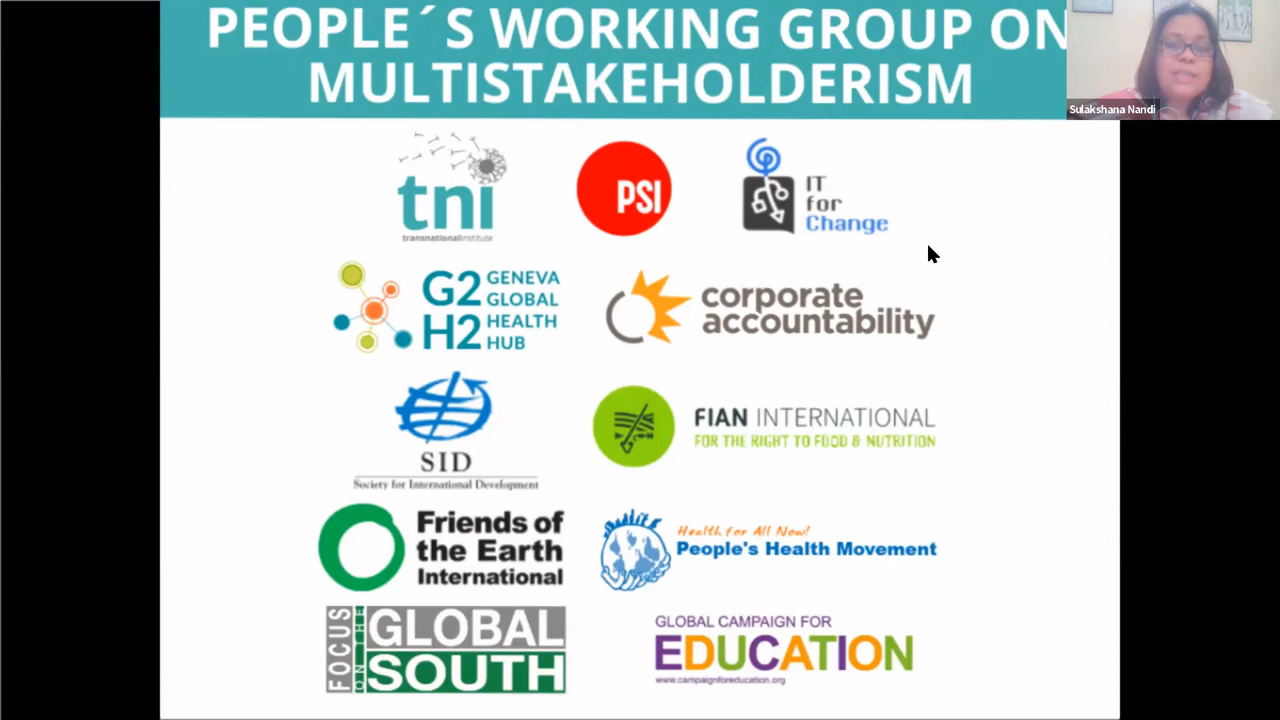 PEOPLE´S WORKING GROUP ON
MULTISTAKEHOLDERISM
Sulakshana Nandi
tni
transnationalinstitute
PSI
IT
for
Change
G2 GENEVA
GLOBAL
H2 HEALTH
HUB
corporate
accountability
SID
Society for International Development
FIAN INTERNATIONAL
FOR THE RIGHT TO FOOD & NUTRITION
Friends of
the Earth
International
Health for All Now!
People's Health Movement
FOCUS
ON THE
GLOBAL
SOUTH
GLOBAL CAMPAIGN FOR
EDUCATION
www.campaignforeducation.org